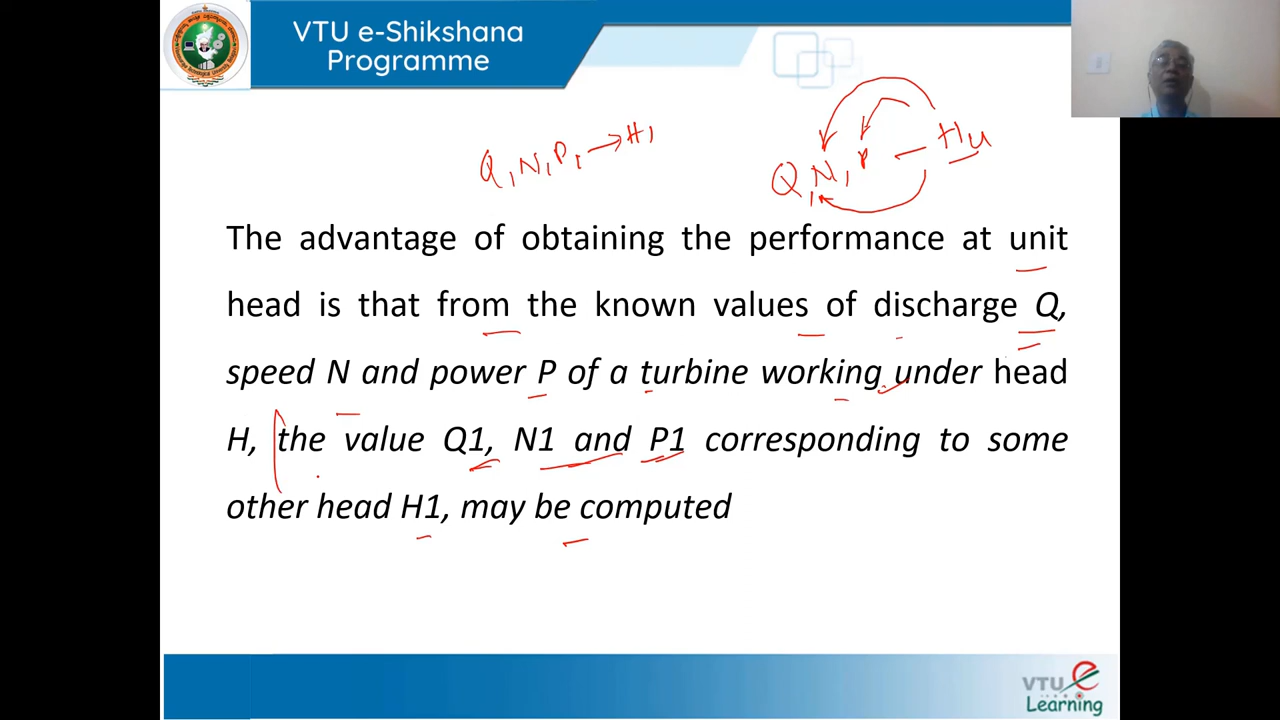 VTU e-Shikshana
Programme
Q, N, P, → H1
Q, N, P — Hu
The advantage of obtaining the performance at unit
head is that from the known values of discharge Q,
speed N and power P of a turbine working under head
H, the value Q1, N1 and P1 corresponding to some
other head H1, may be computed
VTU e
Learning